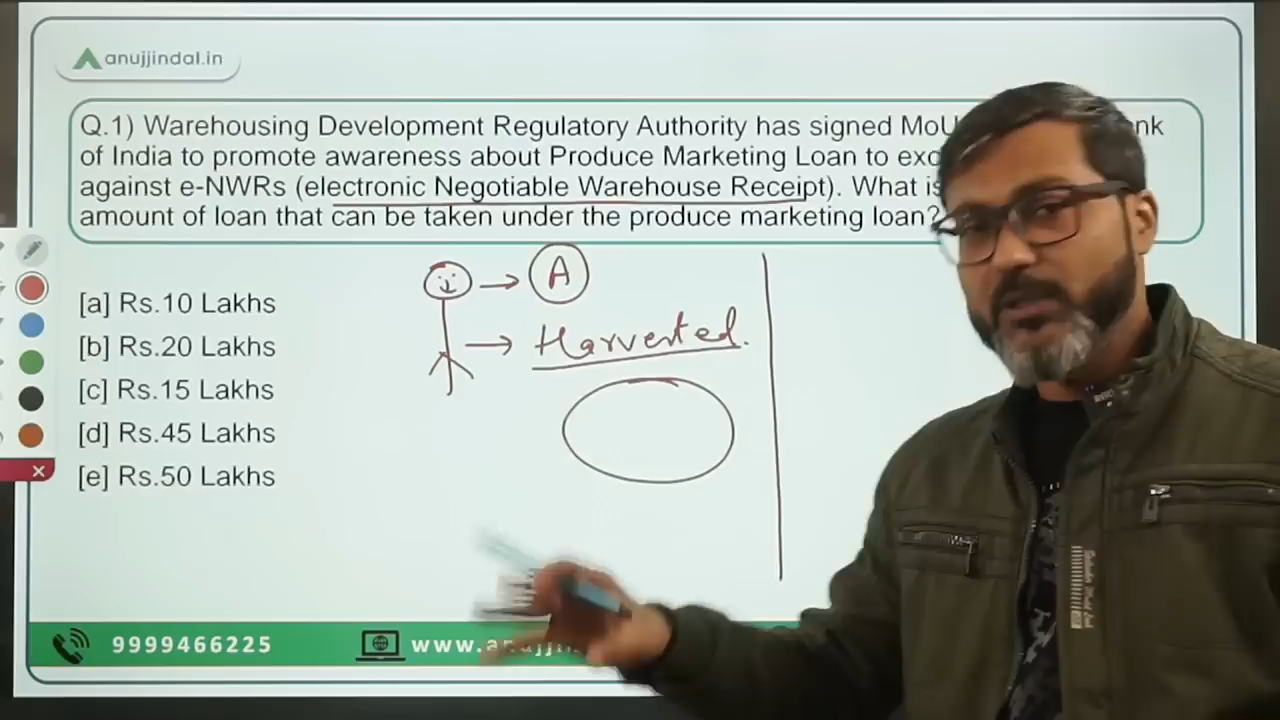 anujjindal.in
Q.1) Warehousing Development Regulatory Authority has signed MoU
of India to promote awareness about Produce Marketing Loan to
against e-NWRs (electronic Negotiable Warehouse Receipt). What is
amount of loan that can be taken under the produce marketing loan?
[a] Rs.10 Lakhs
[b] Rs.20 Lakhs
[c] Rs.15 Lakhs
[d] Rs.45 Lakhs
[e] Rs.50 Lakhs
A
Harvested.
9999466225